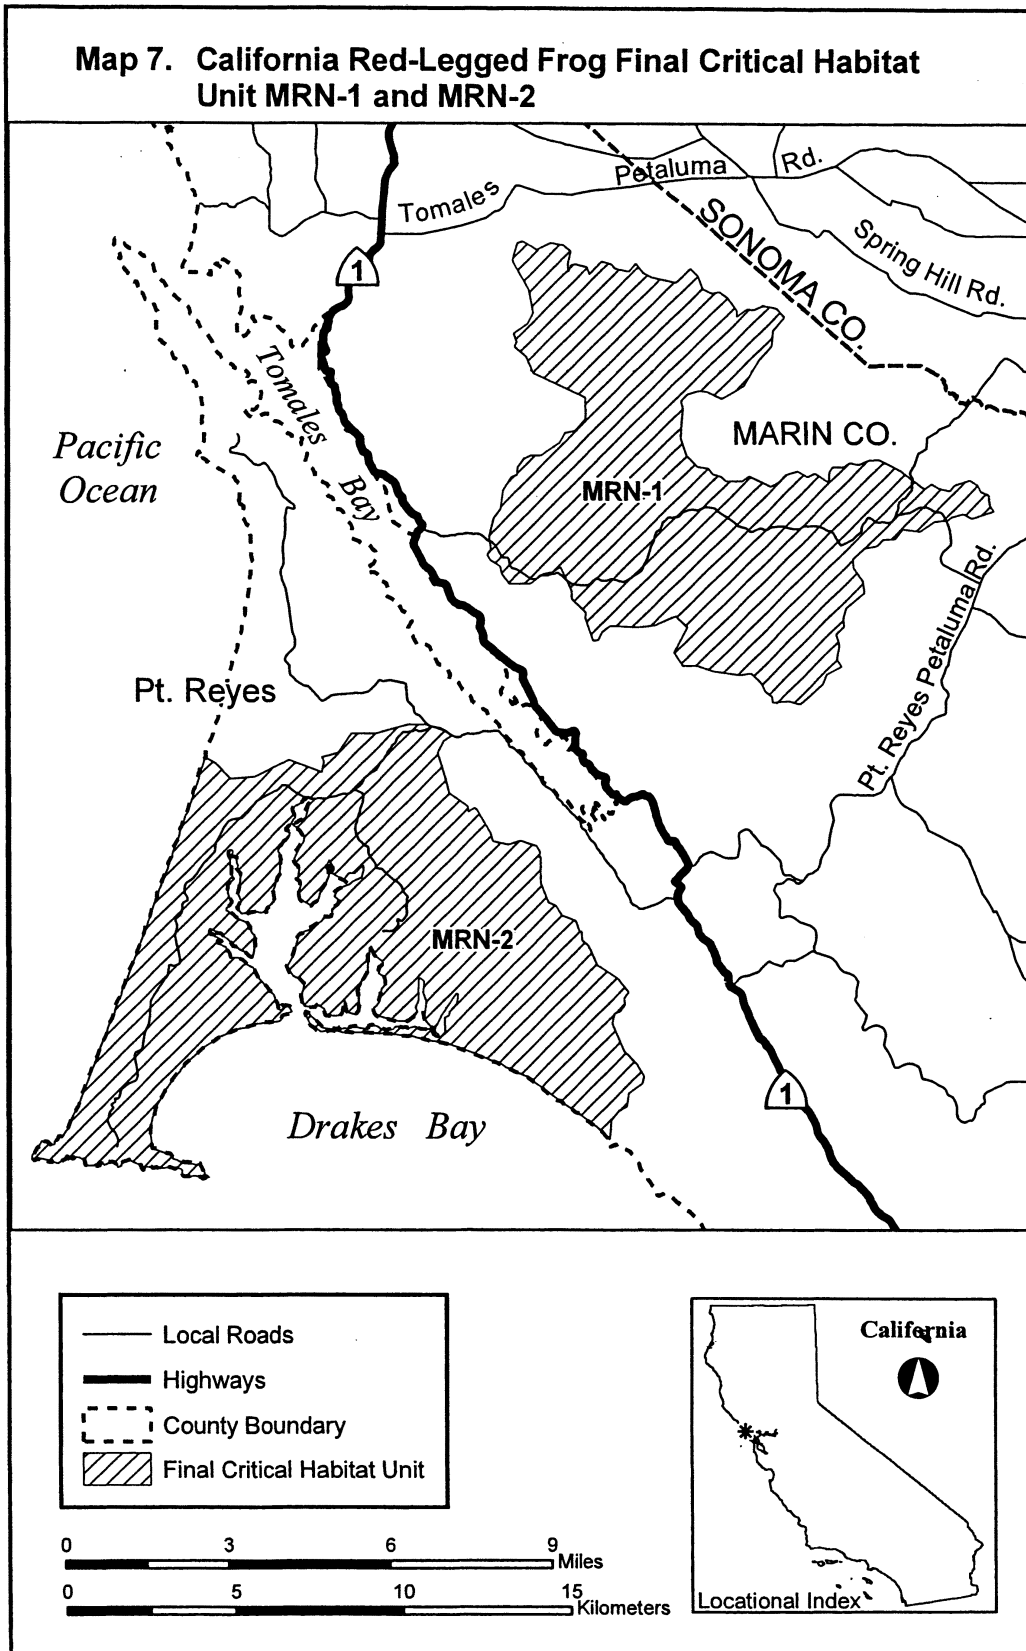 Map 7. California Red-Legged Frog Final Critical Habitat
Unit MRN-1 and MRN-2
Tomales Petaluma Rd.
SONOMA CO.
Spring Hill Rd.
1
Tomales Bay
Pacific
Ocean
MARIN CO.
MRN-1
Pt. Reyes Petaluma Rd.
Pt. Reyes
MRN-2
1
Drakes Bay
Local Roads
Highways
County Boundary
Final Critical Habitat Unit
0 3 6 9
Miles
0 5 10 15
Kilometers
California
Locational Index